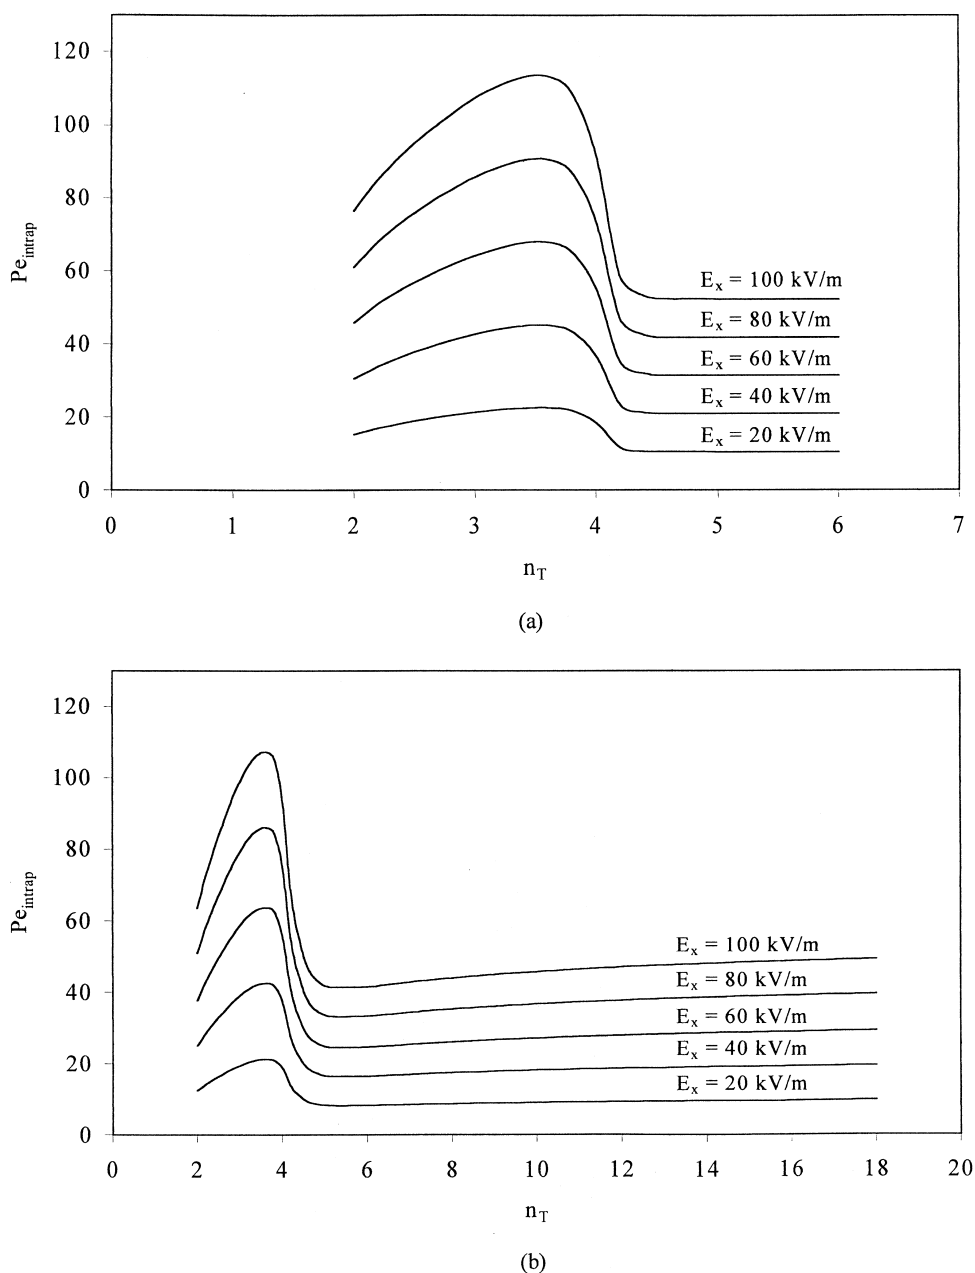 120
100
80
60
40
20
0
Pe_intrap
E_x = 100 kV/m
E_x = 80 kV/m
E_x = 60 kV/m
E_x = 40 kV/m
E_x = 20 kV/m
0 1 2 3 4 5 6 7
n_T
(a)
120
100
80
60
40
20
0
Pe_intrap
E_x = 100 kV/m
E_x = 80 kV/m
E_x = 60 kV/m
E_x = 40 kV/m
E_x = 20 kV/m
0 2 4 6 8 10 12 14 16 18 20
n_T
(b)